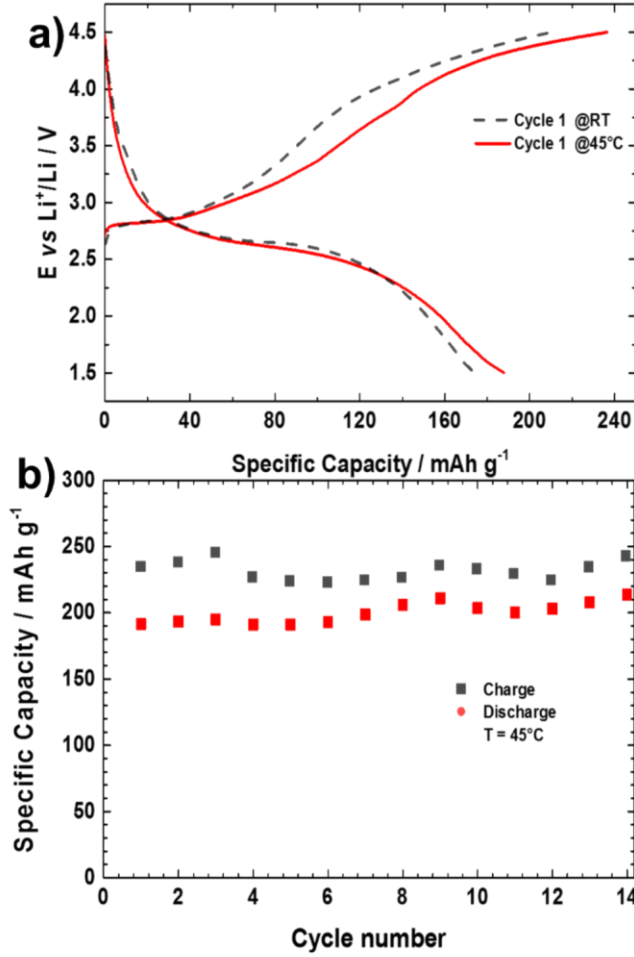 a)
4.5
4.0
3.5
3.0
2.5
2.0
1.5
E vs Li⁺/Li / V
Cycle 1 @RT
Cycle 1 @45°C
0 40 80 120 160 200 240
Specific Capacity / mAh g⁻¹
b)
300
250
200
150
100
50
0
Specific Capacity / mAh g⁻¹
Charge
Discharge
T = 45°C
0 2 4 6 8 10 12 14
Cycle number